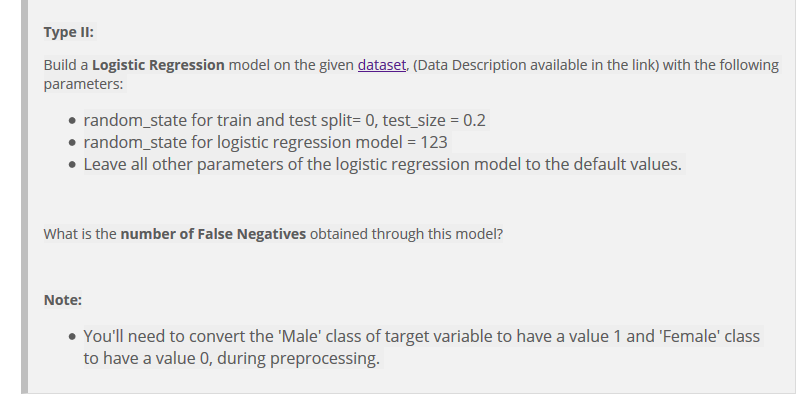 Type II:
Build a Logistic Regression model on the given dataset, (Data Description available in the link) with the following
parameters:
• random_state for train and test split= 0, test_size = 0.2
• random_state for logistic regression model = 123
• Leave all other parameters of the logistic regression model to the default values.
What is the number of False Negatives obtained through this model?
Note:
• You'll need to convert the 'Male' class of target variable to have a value 1 and 'Female' class
to have a value 0, during preprocessing.